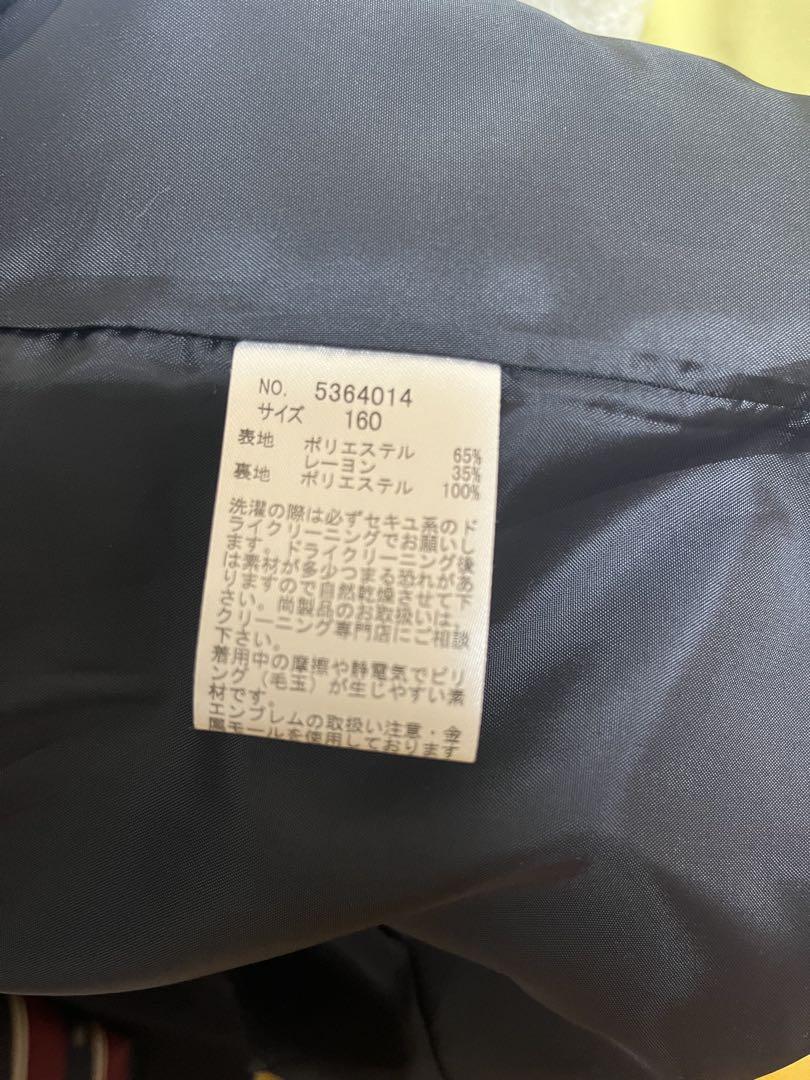 NO. 5364014
サイズ 160
表地 ポリエステル 65%
レーヨン 35%
裏地 ポリエステル 100%
洗濯の際は必ずセキユ系のド
ライクリーニングでお願いし
ます。ドライクリーニング後
は素材が多少つまる恐れがあ
りますので自然乾燥させて下
さい。尚製品のお取扱いは、
クリーニング専門店にご相談
下さい。
着用中の摩擦や静電気でピリ
ング（毛玉）が生じやすい素
材です。
エンブレムの取扱い注意・金
属モールを使用しております